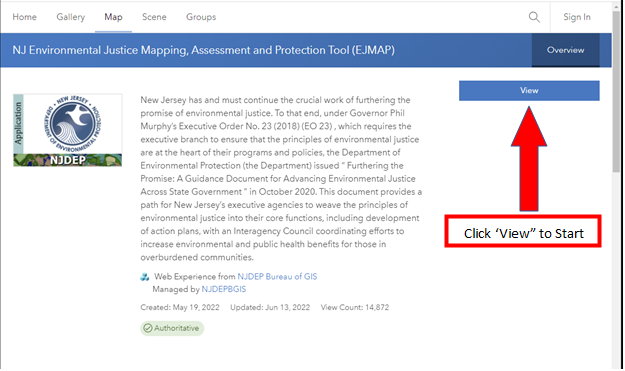 Home Gallery Map Scene Groups Sign In
NJ Environmental Justice Mapping, Assessment and Protection Tool (EJMAP) Overview
View
Application
NEW JERSEY
DEPARTMENT OF ENVIRONMENTAL PROTECTION
NJDEP
New Jersey has and must continue the crucial work of furthering the
promise of environmental justice. To that end, under Governor Phil
Murphy's Executive Order No. 23 (2018) (EO 23) , which requires the
executive branch to ensure that the principles of environmental justice
are at the heart of their programs and policies, the Department of
Environmental Protection (the Department) issued " Furthering the
Promise: A Guidance Document for Advancing Environmental Justice
Across State Government " in October 2020. This document provides a
path for New Jersey's executive agencies to weave the principles of
environmental justice into their core functions, including development
of action plans, with an Interagency Council coordinating efforts to
increase environmental and public health benefits for those in
overburdened communities.
Click ‘View” to Start
Web Experience from NJDEP Bureau of GIS
Managed by NJDEPBGIS
Created: May 19, 2022 Updated: Jun 13, 2022 View Count: 14,872
Authoritative